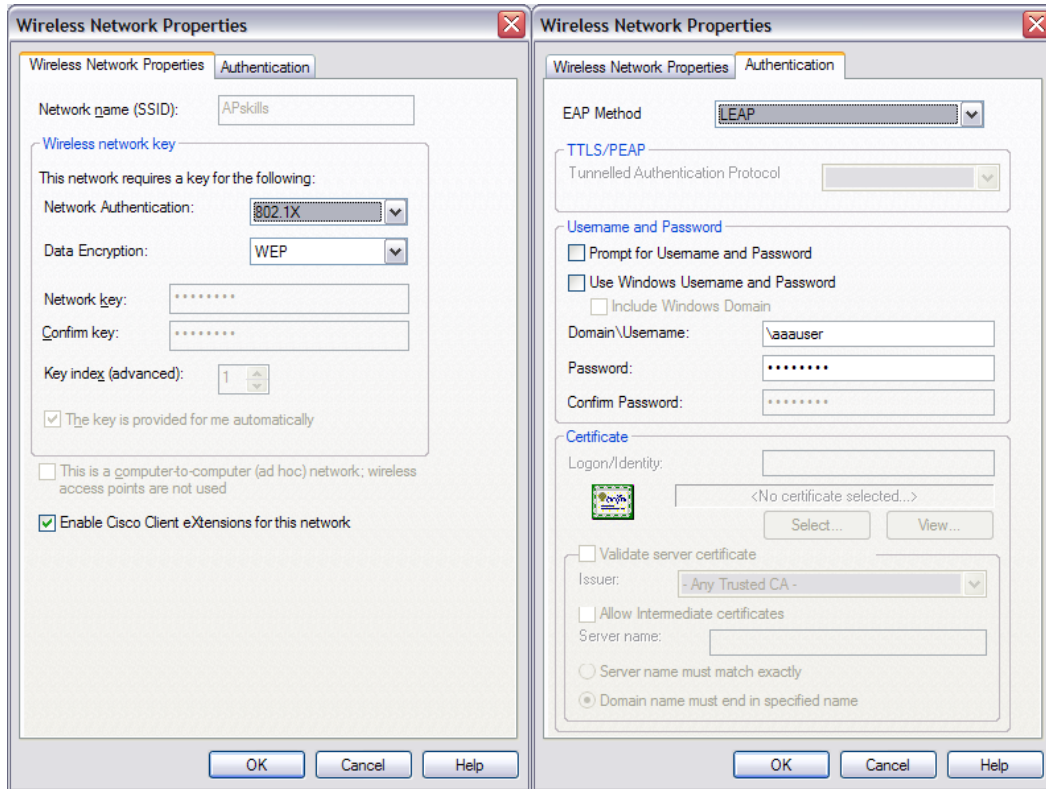 Wireless Network Properties
Wireless Network Properties
Authentication
Network name (SSID):
APskills
Wireless network key
This network requires a key for the following:
Network Authentication:
802.1X
Data Encryption:
WEP
Network key:
••••••••
Confirm key:
••••••••
Key index (advanced):
1
The key is provided for me automatically
This is a computer-to-computer (ad hoc) network; wireless
access points are not used
Enable Cisco Client eXtensions for this network
OK
Cancel
Help
Wireless Network Properties
Wireless Network Properties
Authentication
EAP Method
LEAP
TTLS/PEAP
Tunnelled Authentication Protocol
Username and Password
Prompt for Username and Password
Use Windows Username and Password
Include Windows Domain
Domain\Username:
\aaauser
Password:
••••••••
Confirm Password:
••••••••
Certificate
Logon/Identity:
<No certificate selected...>
Select...
View...
Validate server certificate
Issuer:
- Any Trusted CA -
Allow Intermediate certificates
Server name:
Server name must match exactly
Domain name must end in specified name
OK
Cancel
Help